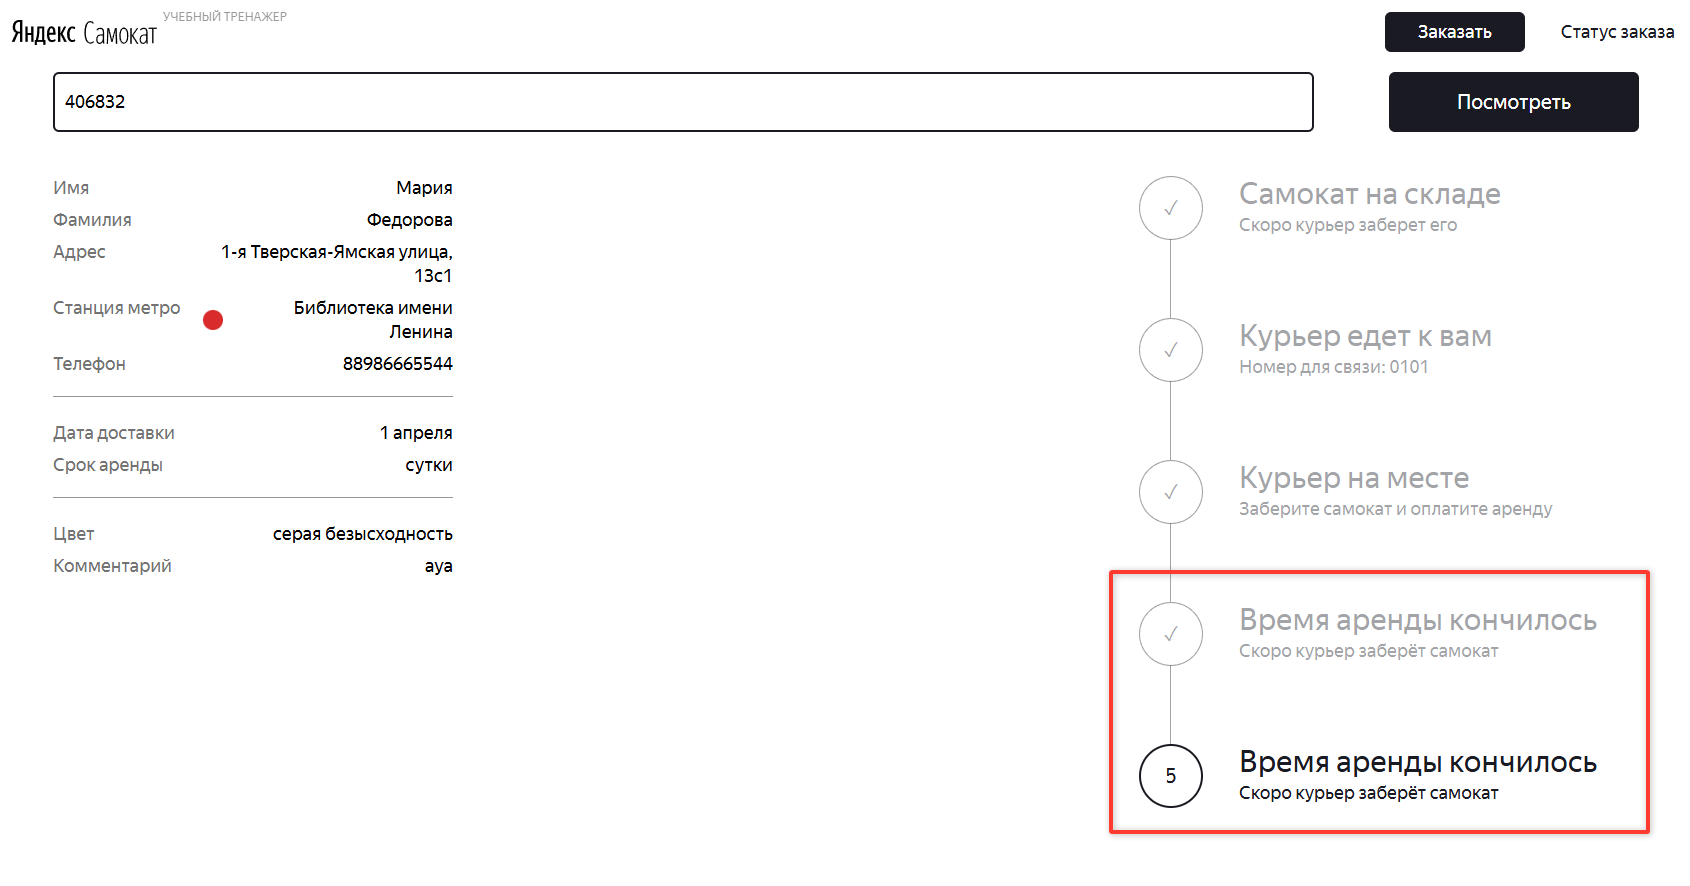 Яндекс Самокат
УЧЕБНЫЙ ТРЕНАЖЕР
Заказать
Статус заказа
406832
Посмотреть
Имя Мария
Фамилия Федорова
Адрес 1-я Тверская-Ямская улица,
13с1
Станция метро Библиотека имени
Ленина
Телефон 88986665544
Дата доставки 1 апреля
Срок аренды сутки
Цвет серая безысходность
Комментарий ауа
Самокат на складе
Скоро курьер заберет его
Курьер едет к вам
Номер для связи: 0101
Курьер на месте
Заберите самокат и оплатите аренду
Время аренды кончилось
Скоро курьер заберёт самокат
5
Время аренды кончилось
Скоро курьер заберёт самокат